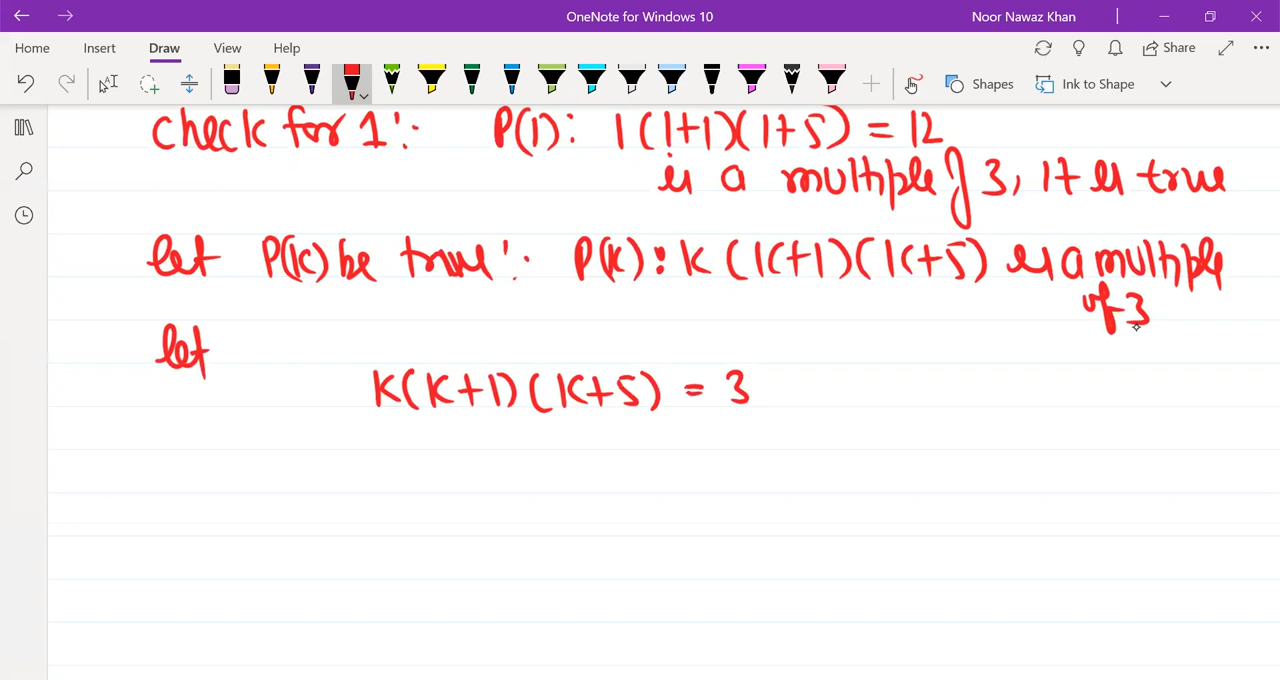 OneNote for Windows 10
Noor Nawaz Khan
Home Insert Draw View Help
Share
Shapes
Ink to Shape
check for 1: P(1): 1(1+1)(1+5) = 12
is a multiple of 3, it is true
let P(k) be true: P(k): k(k+1)(k+5) is a multiple
of 3
let
k(k+1)(k+5) = 3